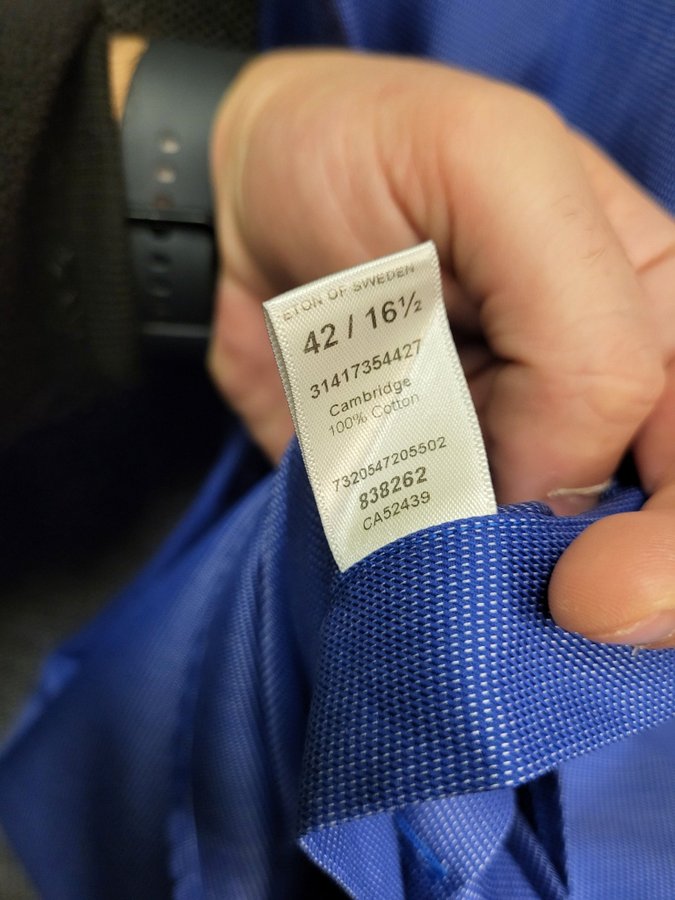 ETON OF SWEDEN
42 / 16½
31417354427
Cambridge
100% Cotton
7320547205502
838262
CA52439